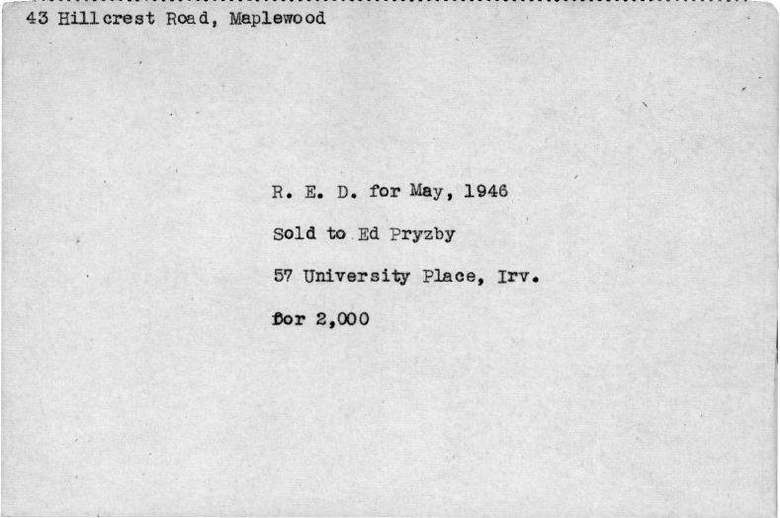 43 Hillcrest Road, Maplewood
R. E. D. for May, 1946
Sold to Ed Pryzby
57 University Place, Irv.
for 2,000